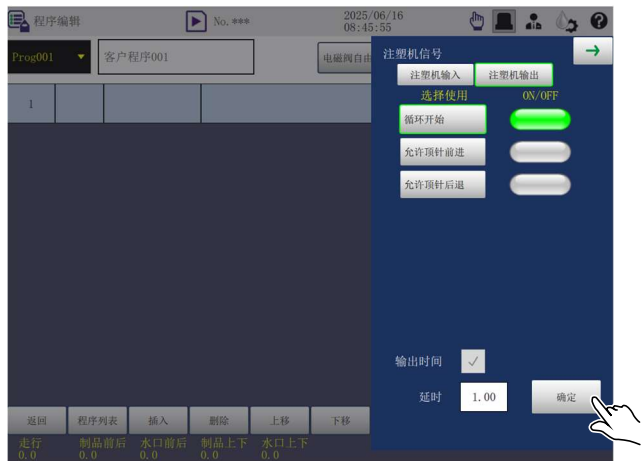 程序编辑
No. ***
2025/06/16
08:45:55
Prog001
客户程序001
电磁阀自由
1
注塑机信号
注塑机输入
注塑机输出
选择使用
ON/OFF
循环开始
允许顶针前进
允许顶针后退
输出时间
延时
1.00
确定
返回
程序列表
插入
删除
上移
下移
走行
制品前后
水口前后
制品上下
水口上下
0.0
0.0
0.0
0.0
0.0